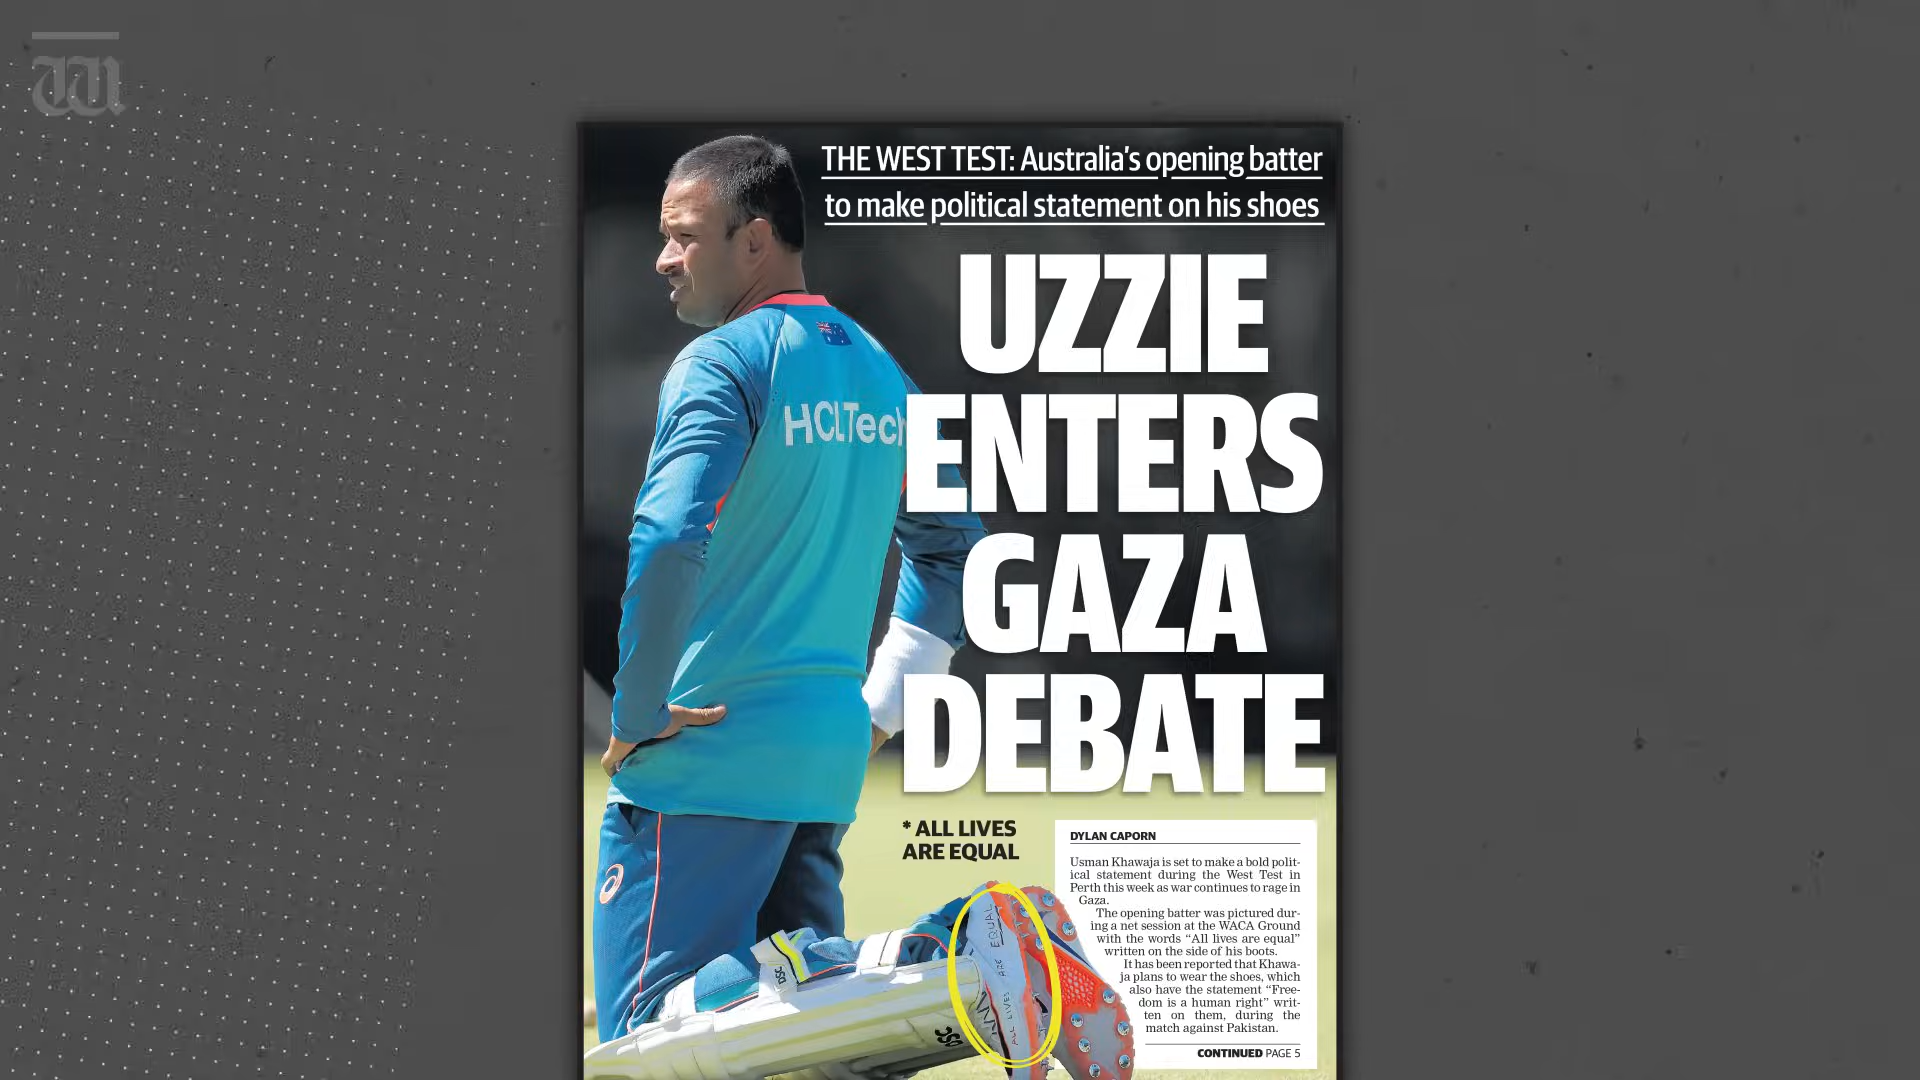 W
THE WEST TEST: Australia's opening batter
to make political statement on his shoes
UZZIE
ENTERS
GAZA
DEBATE
HCLTech
* ALL LIVES
ARE EQUAL
DYLAN CAPORN
Usman Khawaja is set to make a bold polit-
ical statement during the West Test in
Perth this week as war continues to rage in
Gaza.
The opening batter was pictured dur-
ing a net session at the WACA Ground
with the words “All lives are equal”
written on the side of his boots.
It has been reported that Khawa-
ja plans to wear the shoes, which
also have the statement “Free-
dom is a human right” writ-
ten on them, during the
match against Pakistan.
CONTINUED PAGE 5
ALL LIVES ARE EQUAL
DSC
DSC